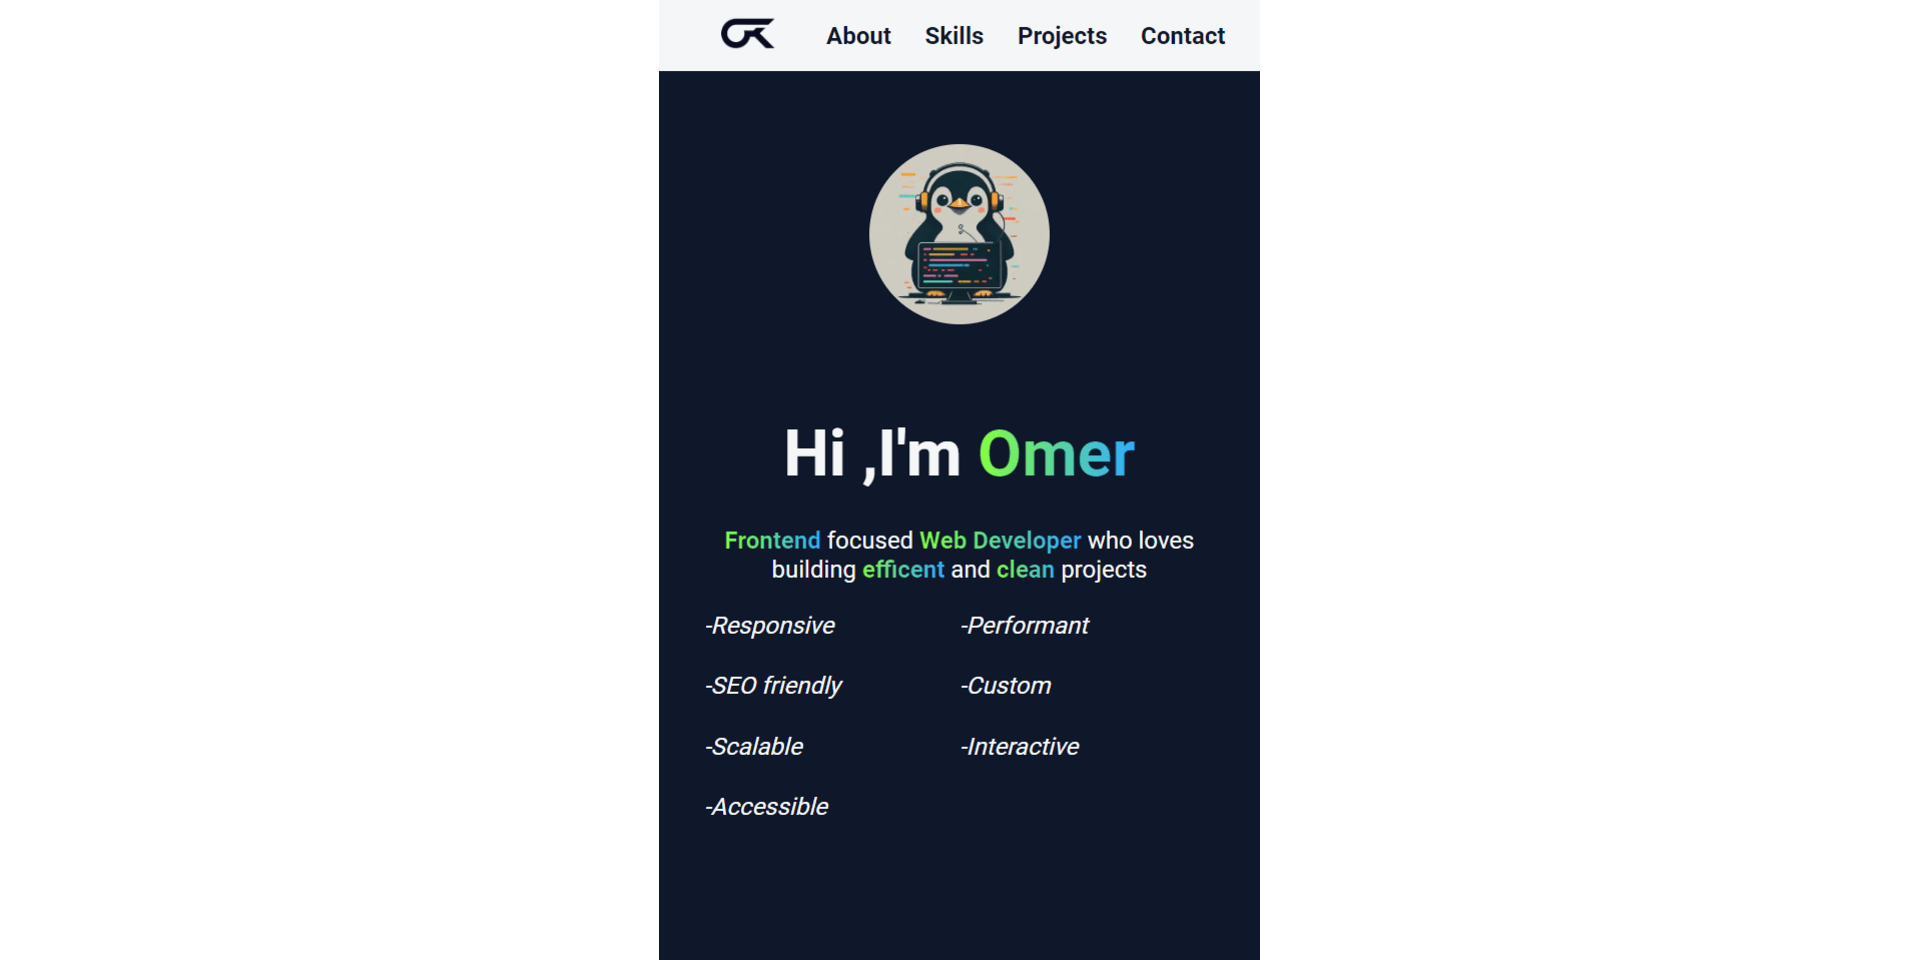 About Skills Projects Contact
Hi ,I'm Omer
Frontend focused Web Developer who loves
building efficent and clean projects
-Responsive -Performant
-SEO friendly -Custom
-Scalable -Interactive
-Accessible